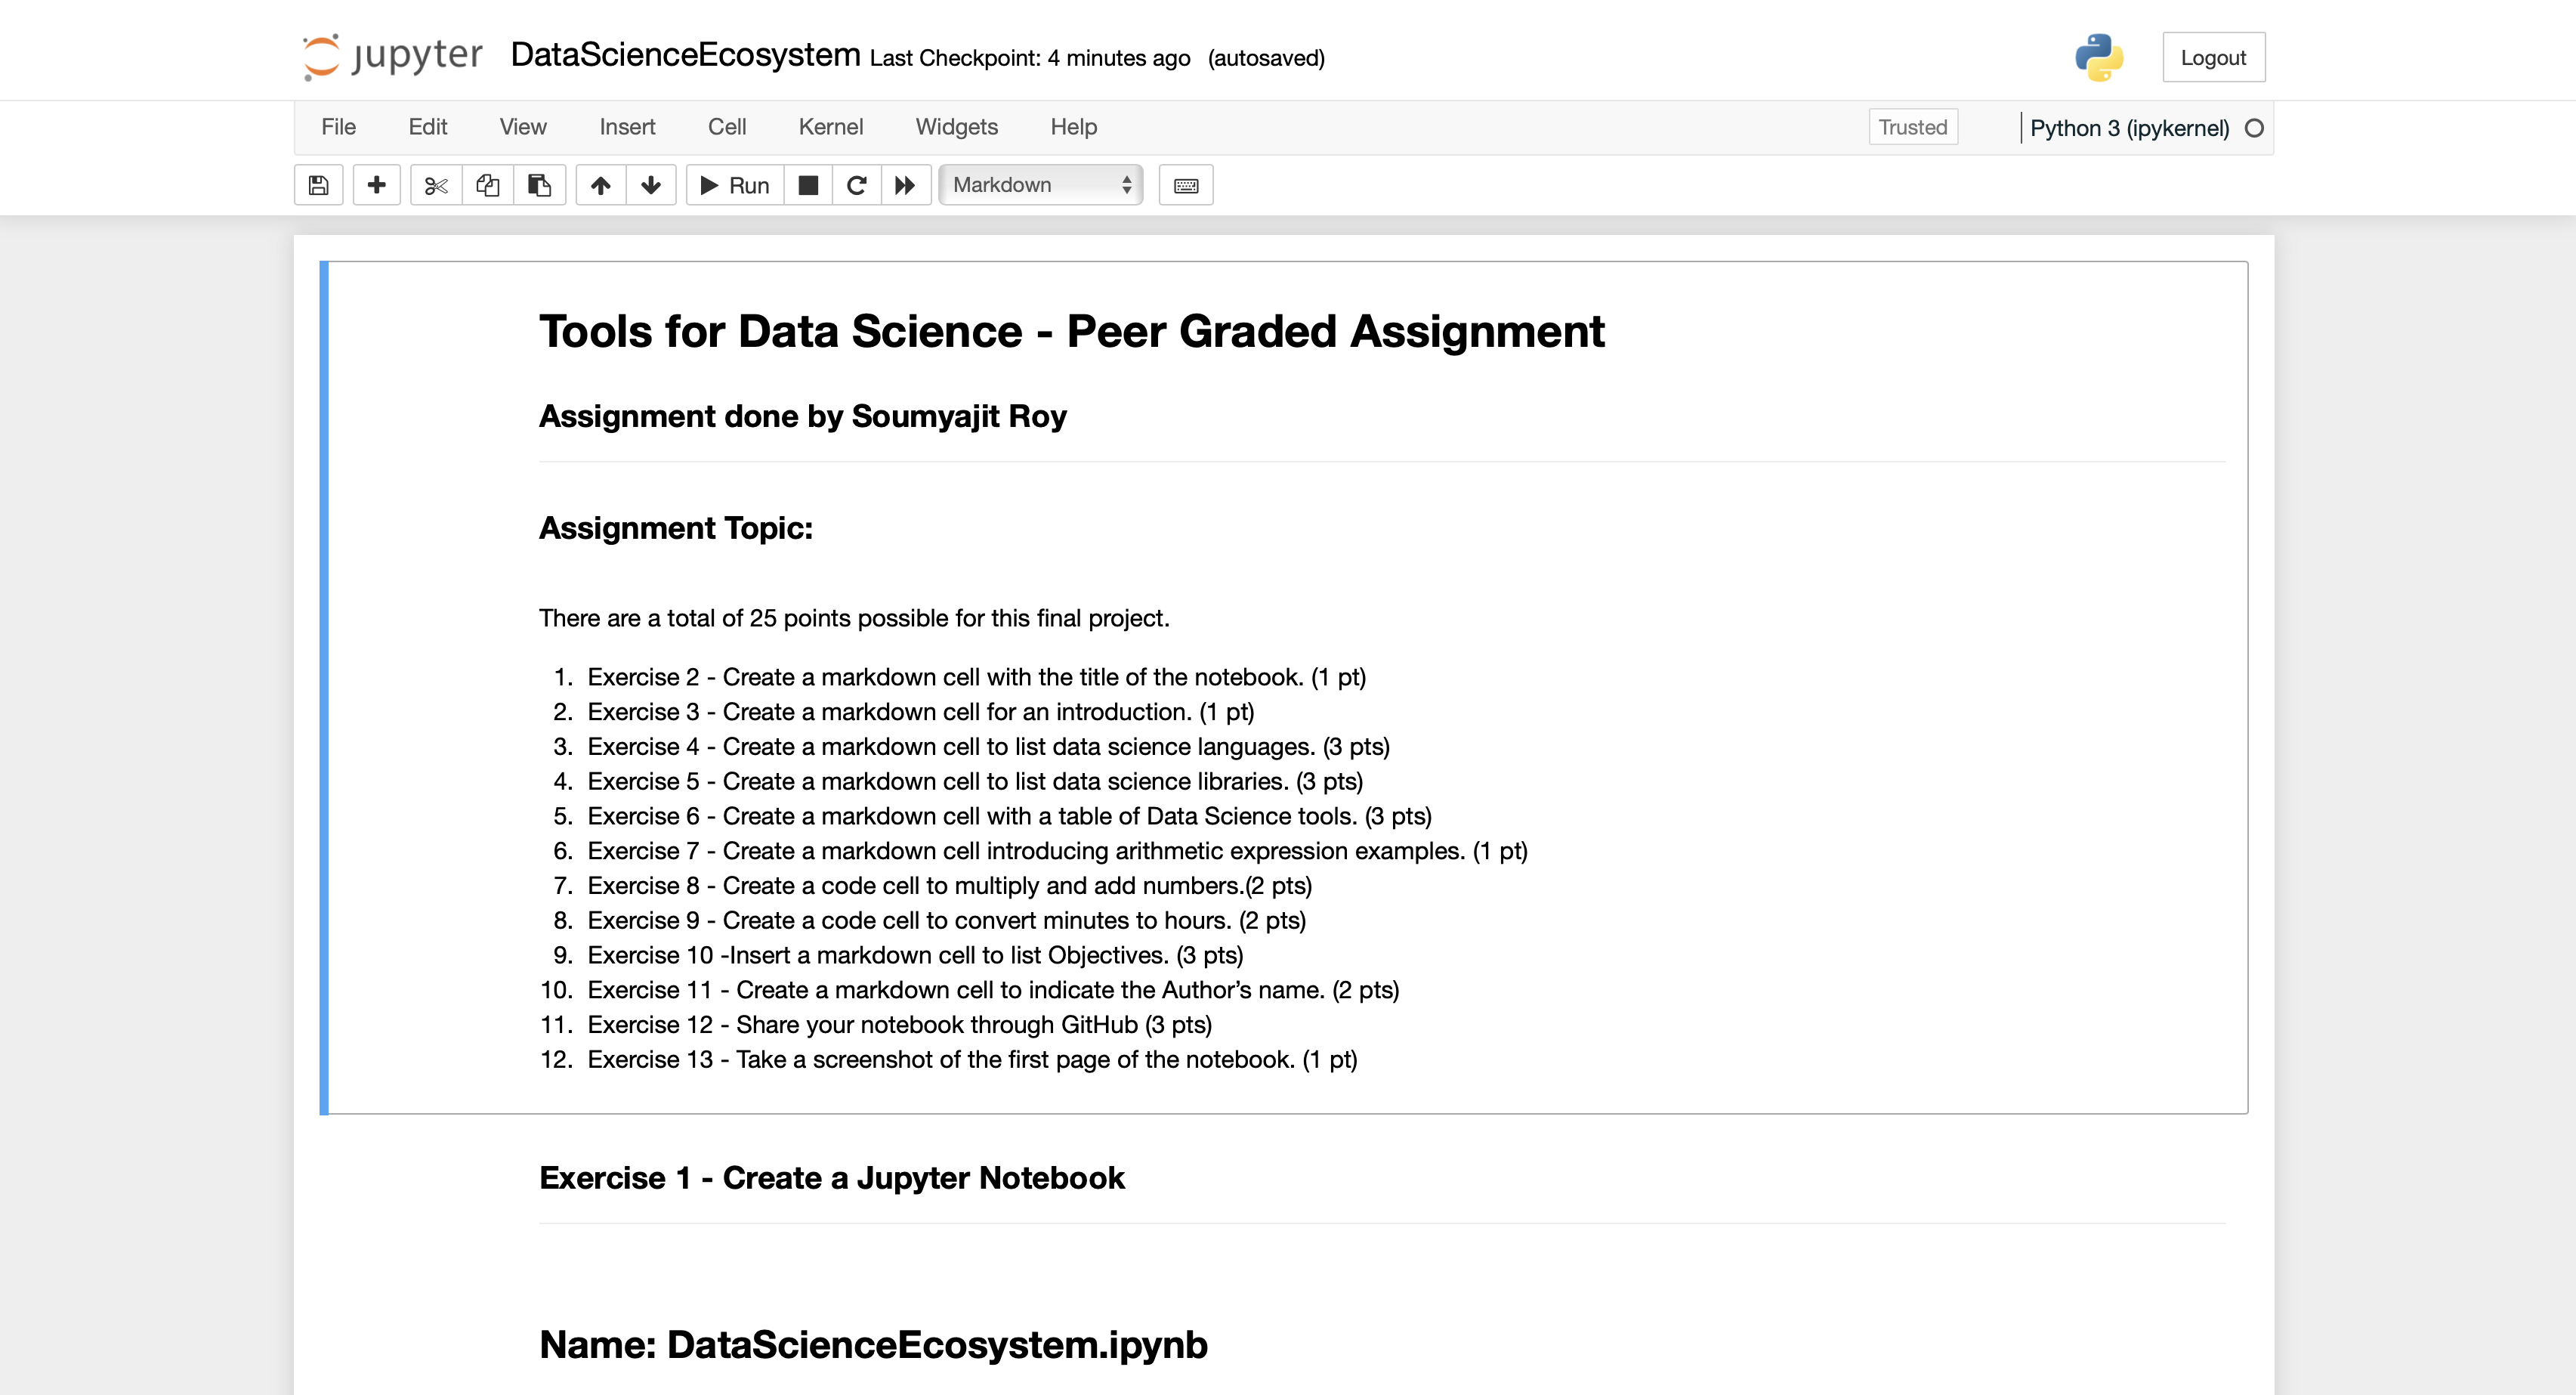 jupyter DataScienceEcosystem Last Checkpoint: 4 minutes ago (autosaved)
Logout
File Edit View Insert Cell Kernel Widgets Help Trusted Python 3 (ipykernel)
Run Markdown
Tools for Data Science - Peer Graded Assignment
Assignment done by Soumyajit Roy
Assignment Topic:
There are a total of 25 points possible for this final project.
1. Exercise 2 - Create a markdown cell with the title of the notebook. (1 pt)
2. Exercise 3 - Create a markdown cell for an introduction. (1 pt)
3. Exercise 4 - Create a markdown cell to list data science languages. (3 pts)
4. Exercise 5 - Create a markdown cell to list data science libraries. (3 pts)
5. Exercise 6 - Create a markdown cell with a table of Data Science tools. (3 pts)
6. Exercise 7 - Create a markdown cell introducing arithmetic expression examples. (1 pt)
7. Exercise 8 - Create a code cell to multiply and add numbers.(2 pts)
8. Exercise 9 - Create a code cell to convert minutes to hours. (2 pts)
9. Exercise 10 -Insert a markdown cell to list Objectives. (3 pts)
10. Exercise 11 - Create a markdown cell to indicate the Author’s name. (2 pts)
11. Exercise 12 - Share your notebook through GitHub (3 pts)
12. Exercise 13 - Take a screenshot of the first page of the notebook. (1 pt)
Exercise 1 - Create a Jupyter Notebook
Name: DataScienceEcosystem.ipynb